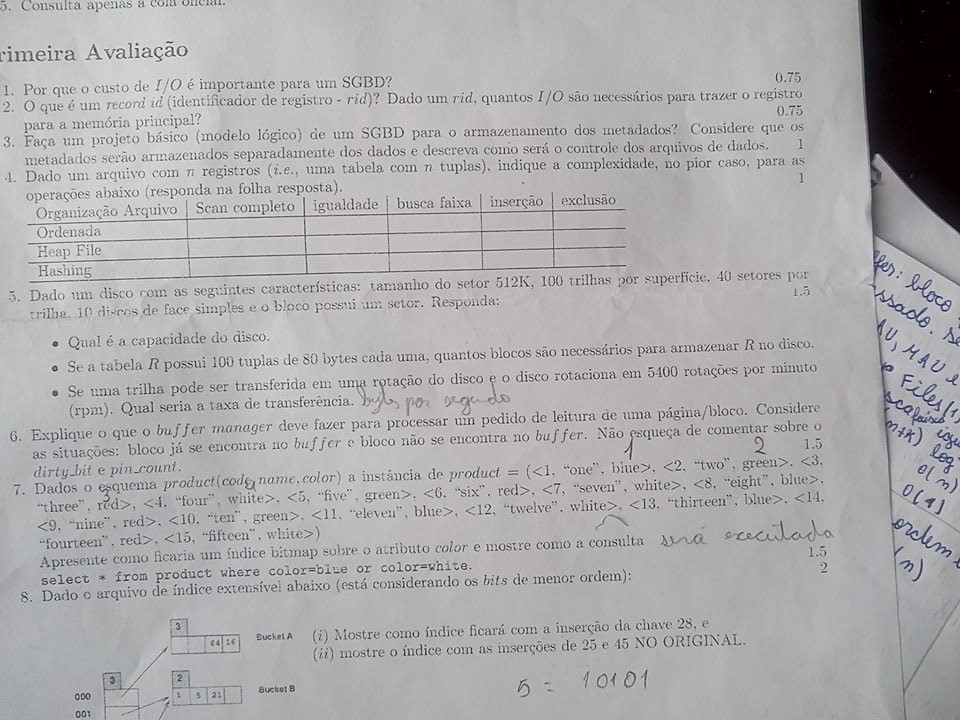 5. Consulta apenas a cola oficial.
rimeira Avaliação
1. Por que o custo de I/O é importante para um SGBD? 0.75
2. O que é um record id (identificador de registro - rid)? Dado um rid, quantos I/O são necessários para trazer o registro
para a memória principal? 0.75
3. Faça um projeto básico (modelo lógico) de um SGBD para o armazenamento dos metadados? Considere que os
metadados serão armazenados separadamente dos dados e descreva como será o controle dos arquivos de dados. 1
4. Dado um arquivo com n registros (i.e., uma tabela com n tuplas), indique a complexidade, no pior caso, para as
operações abaixo (responda na folha resposta). 1
Organização Arquivo Scan completo igualdade busca faixa inserção exclusão
Ordenada
Heap File
Hashing
5. Dado um disco com as seguintes características: tamanho do setor 512K, 100 trilhas por superfície, 40 setores por
trilha, 10 discos de face simples e o bloco possui um setor. Responda: 1.5
• Qual é a capacidade do disco.
• Se a tabela R possui 100 tuplas de 80 bytes cada uma, quantos blocos são necessários para armazenar R no disco.
• Se uma trilha pode ser transferida em uma rotação do disco e o disco rotaciona em 5400 rotações por minuto
(rpm). Qual seria a taxa de transferência. bytes por segundo
6. Explique o que o buffer manager deve fazer para processar um pedido de leitura de uma página/bloco. Considere
as situações: bloco já se encontra no buffer e bloco não se encontra no buffer. Não esqueça de comentar sobre o
dirty_bit e pin_count. 1 2 1.5
7. Dados o esquema product(code, name, color) a instância de product = (<1, "one", blue>, <2, "two", green>, <3,
"three", red>, <4, "four", white>, <5, "five", green>, <6, "six", red>, <7, "seven", white>, <8, "eight", blue>,
<9, "nine", red>, <10, "ten", green>, <11, "eleven", blue>, <12, "twelve", white>, <13, "thirteen", blue>, <14,
"fourteen", red>, <15, "fifteen", white>)
Apresente como ficaria um índice bitmap sobre o atributo color e mostre como a consulta será executada
select * from product where color=blue or color=white. 1.5
8. Dado o arquivo de índice extensível abaixo (está considerando os bits de menor ordem): 2
3
64 16
Bucket A
(i) Mostre como índice ficará com a inserção da chave 28, e
(ii) mostre o índice com as inserções de 25 e 45 NO ORIGINAL.
3
2
1 5 21
Bucket B
000
001
5 = 10101
bloco
ssado.
Files
log
O(n)
O(1)
ordem